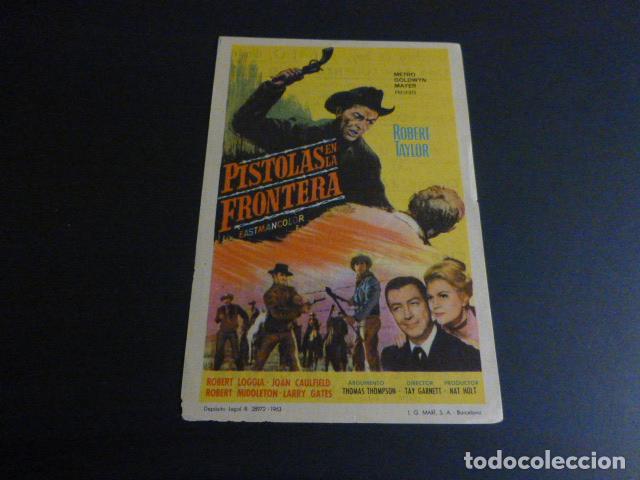 METRO
GOLDWYN
MAYER
PRESENTA
ROBERT
TAYLOR
PISTOLAS EN LA
FRONTERA
EASTMANCOLOR
ROBERT LOGGIA - JOAN CAULFIELD
ROBERT MIDDLETON - LARRY GATES
ARGUMENTO
THOMAS THOMPSON
DIRECTOR
TAY GARNETT
PRODUCTOR
NAT HOLT
Depósito Legal B. 28972-1963
I. G. MARI, S. A. - Barcelona
todocoleccion